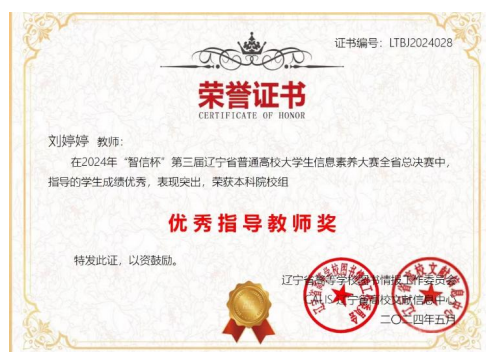 证书编号：LTBJ2024028
荣誉证书
CERTIFICATE OF HONOR
刘婷婷 教师：
在2024年“智信杯”第三届辽宁省普通高校大学生信息素养大赛全省总决赛中，
指导的学生成绩优秀，表现突出，荣获本科院校组
优秀指导教师奖
特发此证，以资鼓励。
辽宁省高等学校图书情报工作委员会
CALIS辽宁省高校文献信息中心
二〇二四年五月